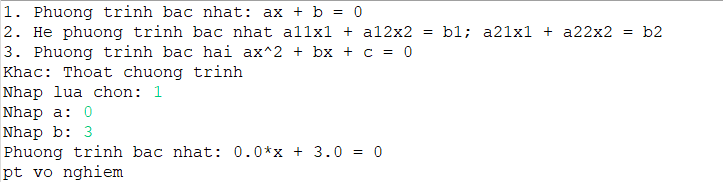 1. Phuong trinh bac nhat: ax + b = 0
2. He phuong trinh bac nhat a11x1 + a12x2 = b1; a21x1 + a22x2 = b2
3. Phuong trinh bac hai ax^2 + bx + c = 0
Khac: Thoat chuong trinh
Nhap lua chon: 1
Nhap a: 0
Nhap b: 3
Phuong trinh bac nhat: 0.0*x + 3.0 = 0
pt vo nghiem